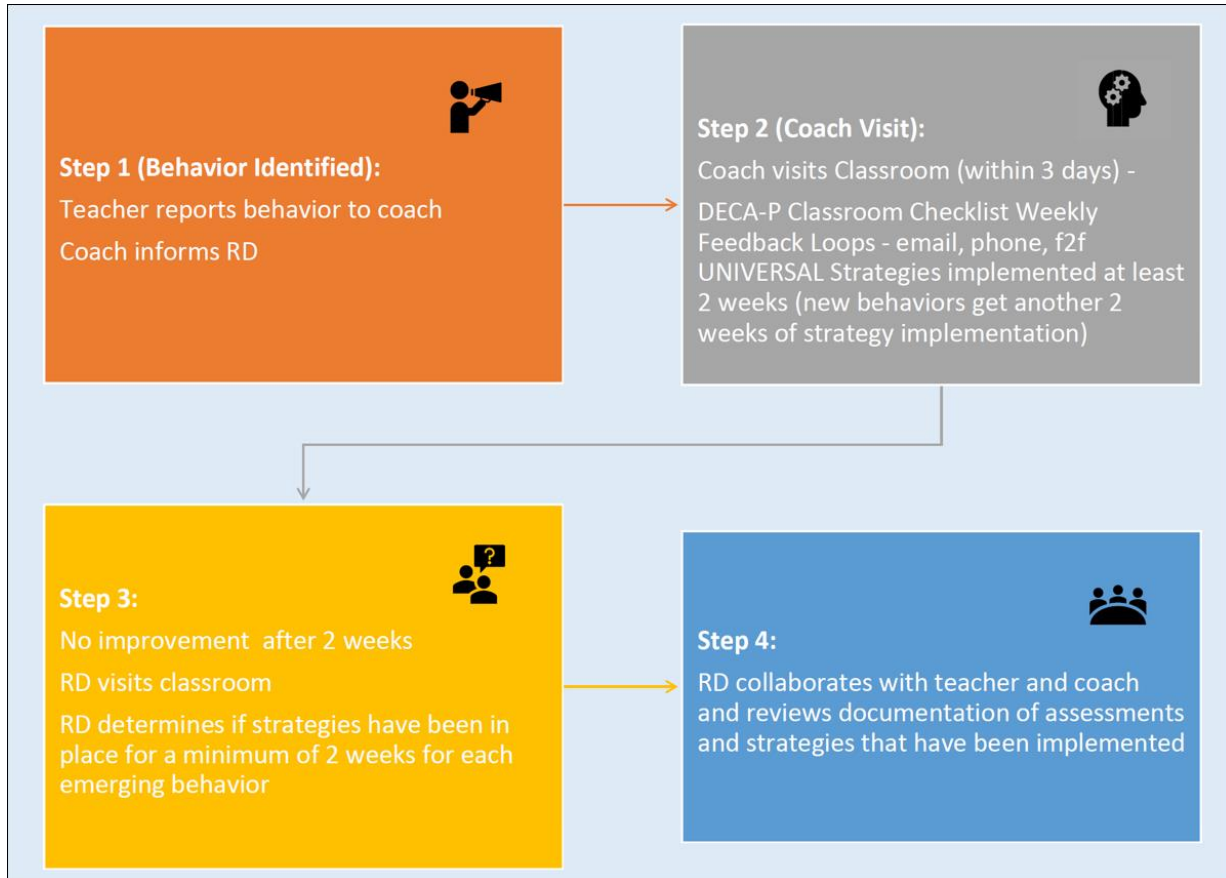 Step 1 (Behavior Identified):
Teacher reports behavior to coach
Coach informs RD
Step 2 (Coach Visit):
Coach visits Classroom (within 3 days) -
DECA-P Classroom Checklist Weekly
Feedback Loops - email, phone, f2f
UNIVERSAL Strategies implemented at least
2 weeks (new behaviors get another 2
weeks of strategy implementation)
Step 3:
No improvement after 2 weeks
RD visits classroom
RD determines if strategies have been in
place for a minimum of 2 weeks for each
emerging behavior
Step 4:
RD collaborates with teacher and coach
and reviews documentation of assessments
and strategies that have been implemented